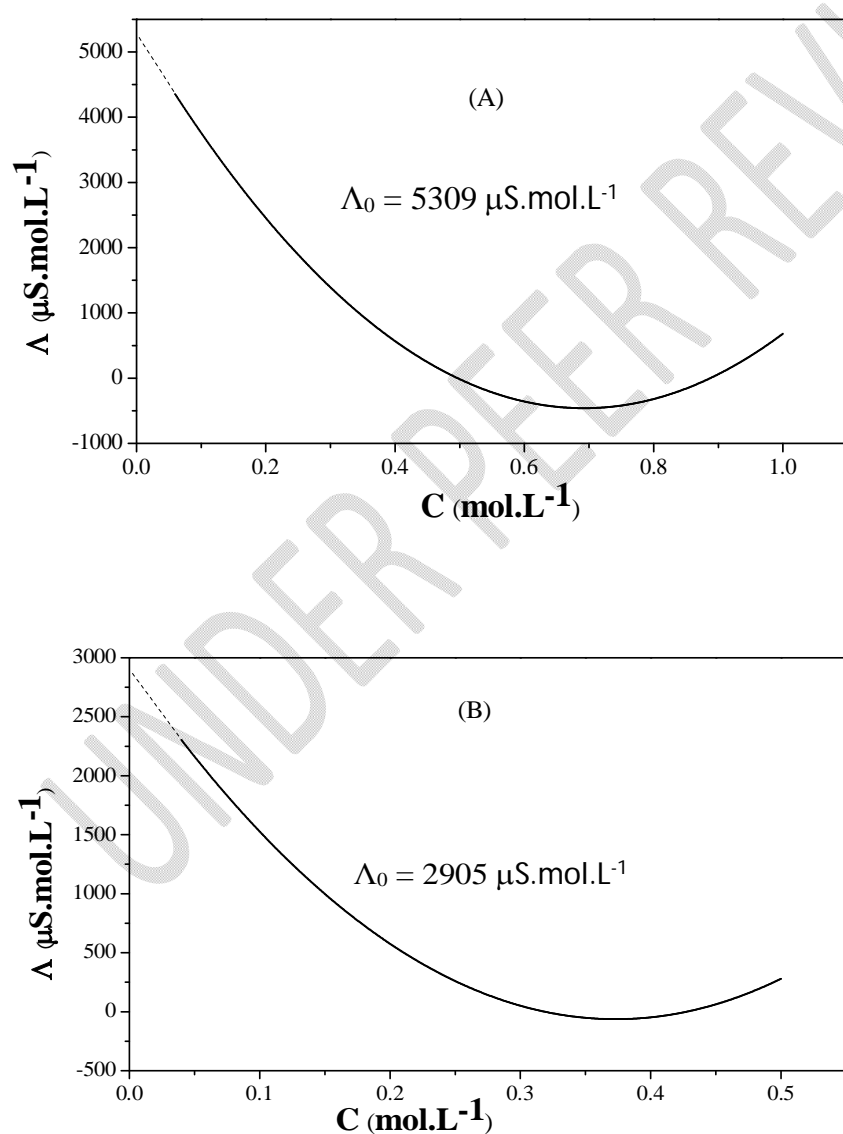 5000
4000
3000
2000
1000
0
-1000
Λ (µS.mol.L-1)
(A)
Λ0 = 5309 µS.mol.L-1
0.0 0.2 0.4 0.6 0.8 1.0
C (mol.L-1)
3000
2500
2000
1500
1000
500
0
-500
Λ (µS.mol.L-1)
(B)
Λ0 = 2905 µS.mol.L-1
0.0 0.1 0.2 0.3 0.4 0.5
C (mol.L-1)
UNDER PEER REV